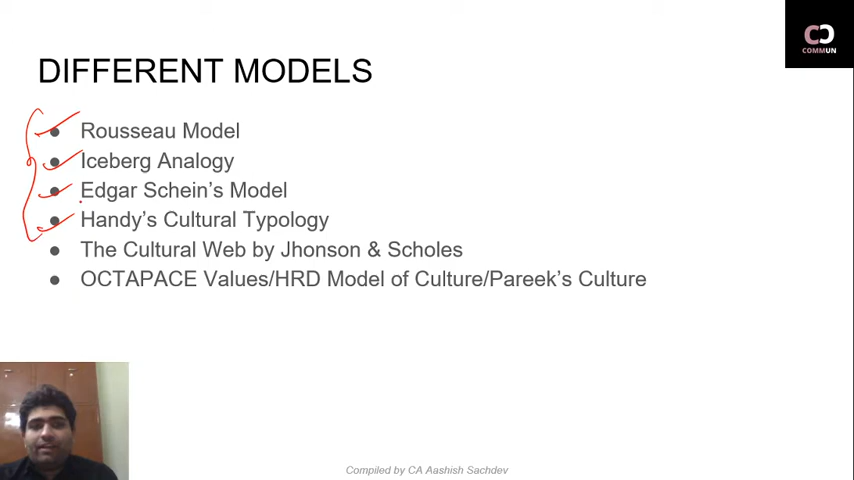 COMMUN
DIFFERENT MODELS
● Rousseau Model
● Iceberg Analogy
● Edgar Schein’s Model
● Handy’s Cultural Typology
● The Cultural Web by Jhonson & Scholes
● OCTAPACE Values/HRD Model of Culture/Pareek’s Culture
Compiled by CA Aashish Sachdev